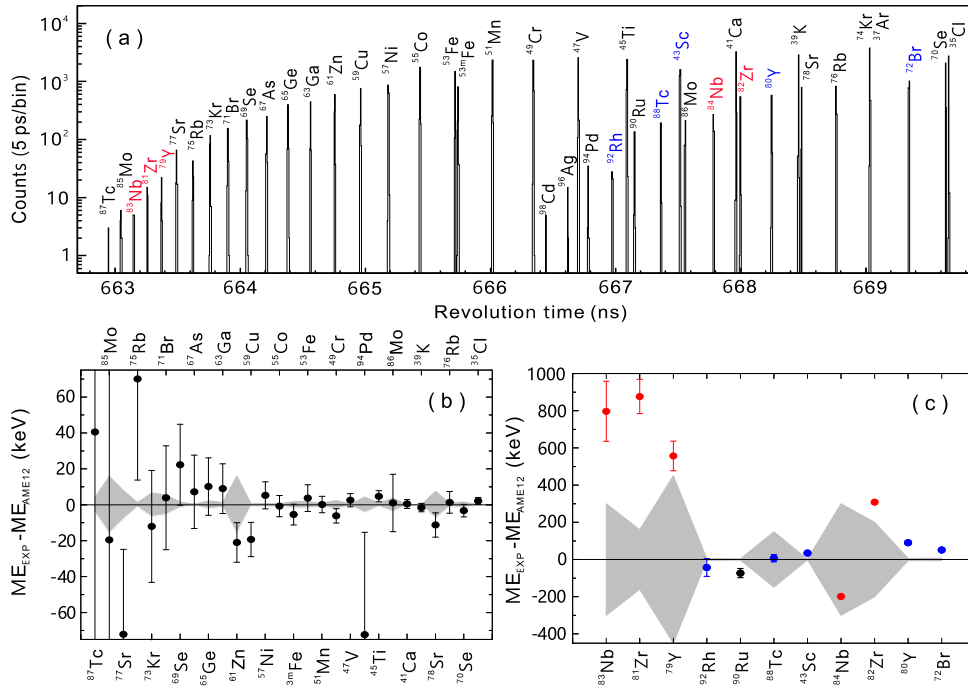 (a)
Counts (5 ps/bin)
10⁴
10³
10²
10
1
⁸⁷Tc ⁸⁵Mo ⁸³Nb ⁸¹Zr ⁷⁹Y ⁷⁷Sr ⁷⁵Rb ⁷³Kr ⁷¹Br ⁶⁹Se ⁶⁷As ⁶⁵Ge ⁶³Ga ⁶¹Zn ⁵⁹Cu ⁵⁷Ni ⁵⁵Co ⁵³Fe ⁵³ᵐFe ⁵¹Mn ⁴⁹Cr ⁹⁸Cd ⁹⁶Ag ⁴⁷V ⁹⁴Pd ⁹²Rh ⁴⁵Ti ⁹⁰Ru ⁸⁸Tc ⁴³Sc ⁸⁶Mo ⁸⁴Nb ⁴¹Ca ⁸²Zr ⁸⁰Y ³⁹K ⁷⁸Sr ⁷⁶Rb ⁷⁴Kr ³⁷Ar ⁷²Br ⁷⁰Se ³⁵Cl
663 664 665 666 667 668 669
Revolution time (ns)
⁸⁵Mo ⁷⁵Rb ⁷¹Br ⁶⁷As ⁶³Ga ⁵⁹Cu ⁵⁵Co ⁵³Fe ⁴⁹Cr ⁹⁴Pd ⁸⁶Mo ³⁹K ⁷⁶Rb ³⁵Cl
(b)
ME_EXP-ME_AME12 (keV)
60
40
20
0
-20
-40
-60
⁸⁷Tc ⁷⁷Sr ⁷³Kr ⁶⁹Se ⁶⁵Ge ⁶¹Zn ⁵⁷Ni ³ᵐFe ⁵¹Mn ⁴⁷V ⁴⁵Ti ⁴¹Ca ⁷⁸Sr ⁷⁰Se
(c)
ME_EXP-ME_AME12 (keV)
1000
800
600
400
200
0
-200
-400
⁸³Nb ⁸¹Zr ⁷⁹Y ⁹²Rh ⁹⁰Ru ⁸⁸Tc ⁴³Sc ⁸⁴Nb ⁸²Zr ⁸⁰Y ⁷²Br